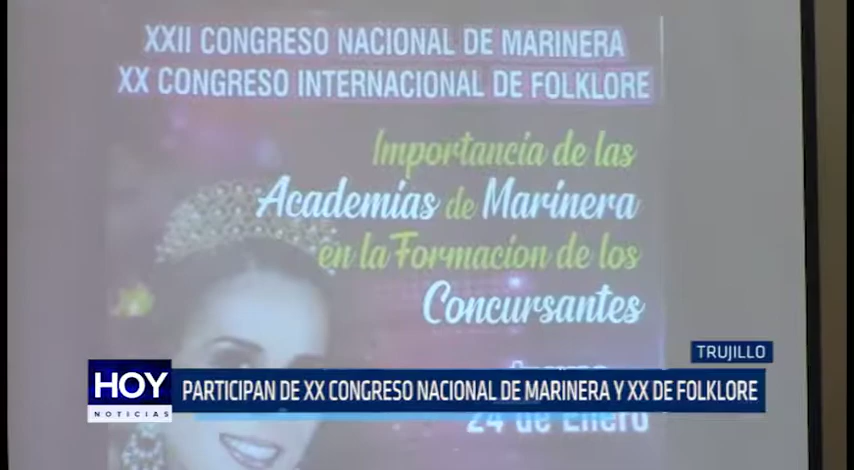 XXII CONGRESO NACIONAL DE MARINERA
XX CONGRESO INTERNACIONAL DE FOLKLORE
Importancia de las
Academias de Marinera
en la Formacion de los
Concursantes
TRUJILLO
HOY
NOTICIAS
PARTICIPAN DE XX CONGRESO NACIONAL DE MARINERA Y XX DE FOLKLORE
24 de Enero